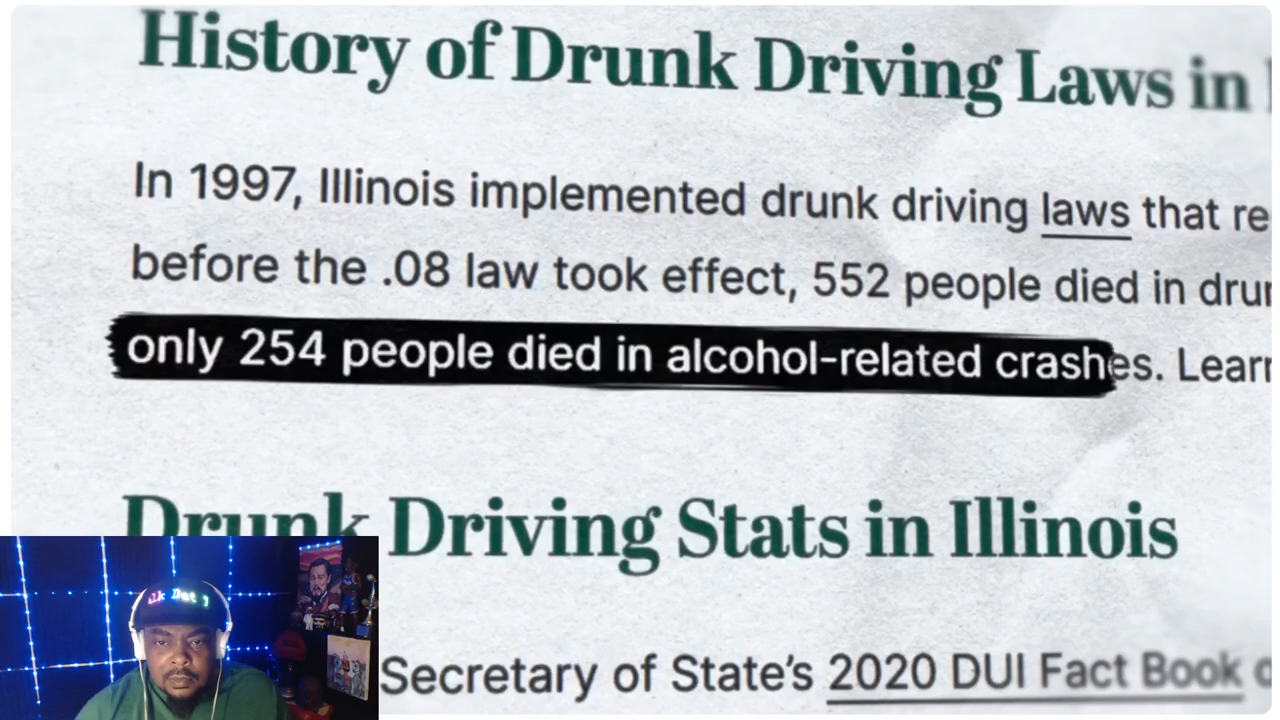 History of Drunk Driving Laws in
In 1997, Illinois implemented drunk driving laws that re
before the .08 law took effect, 552 people died in drun
only 254 people died in alcohol-related crashes. Learn
Drunk Driving Stats in Illinois
Secretary of State's 2020 DUI Fact Book